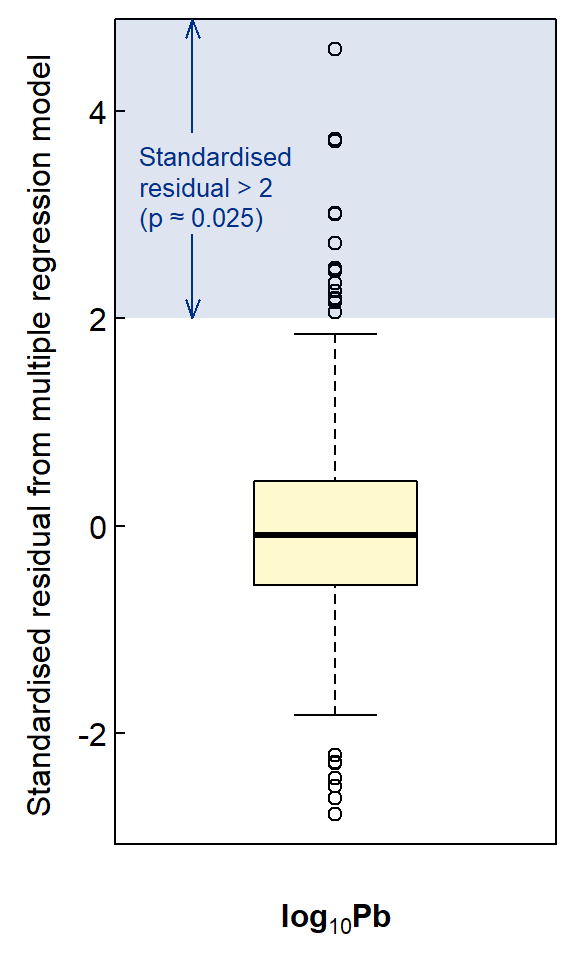 Standardised residual from multiple regression model
4
2
0
-2
Standardised
residual > 2
(p ≈ 0.025)
log₁₀Pb